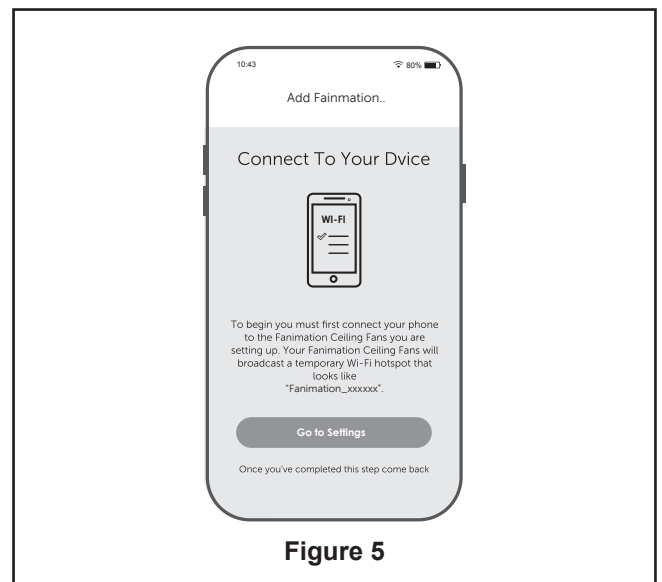 10:43 80%
Add Fainmation..
Connect To Your Dvice
WI-FI
To begin you must first connect your phone
to the Fanimation Ceiling Fans you are
setting up. Your Fanimation Ceiling Fans will
broadcast a temporary Wi-Fi hotspot that
looks like
“Fanimation_xxxxxx”.
Go to Settings
Once you've completed this step come back
Figure 5